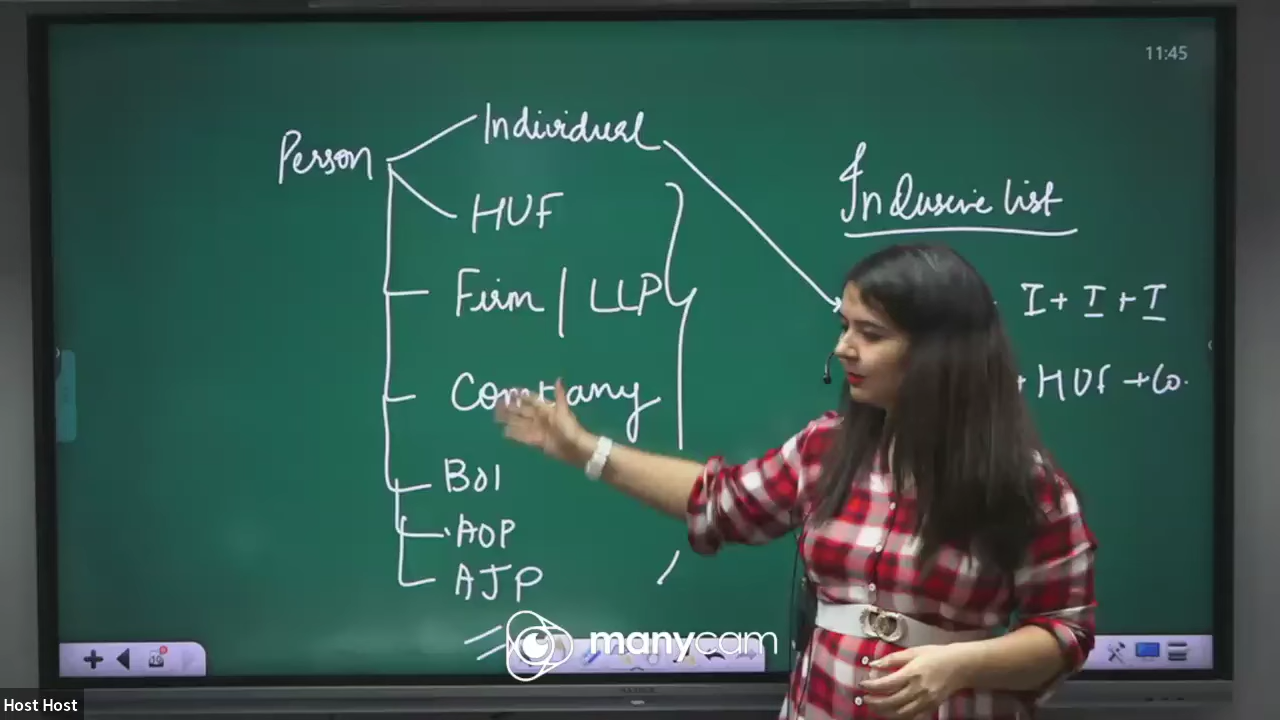 11:45
Person
Individual
HUF
Firm | LLP
Company
BOI
AOP
AJP
Inclusive list
I + I + I
+ HUF + Co.
manycam
Host Host